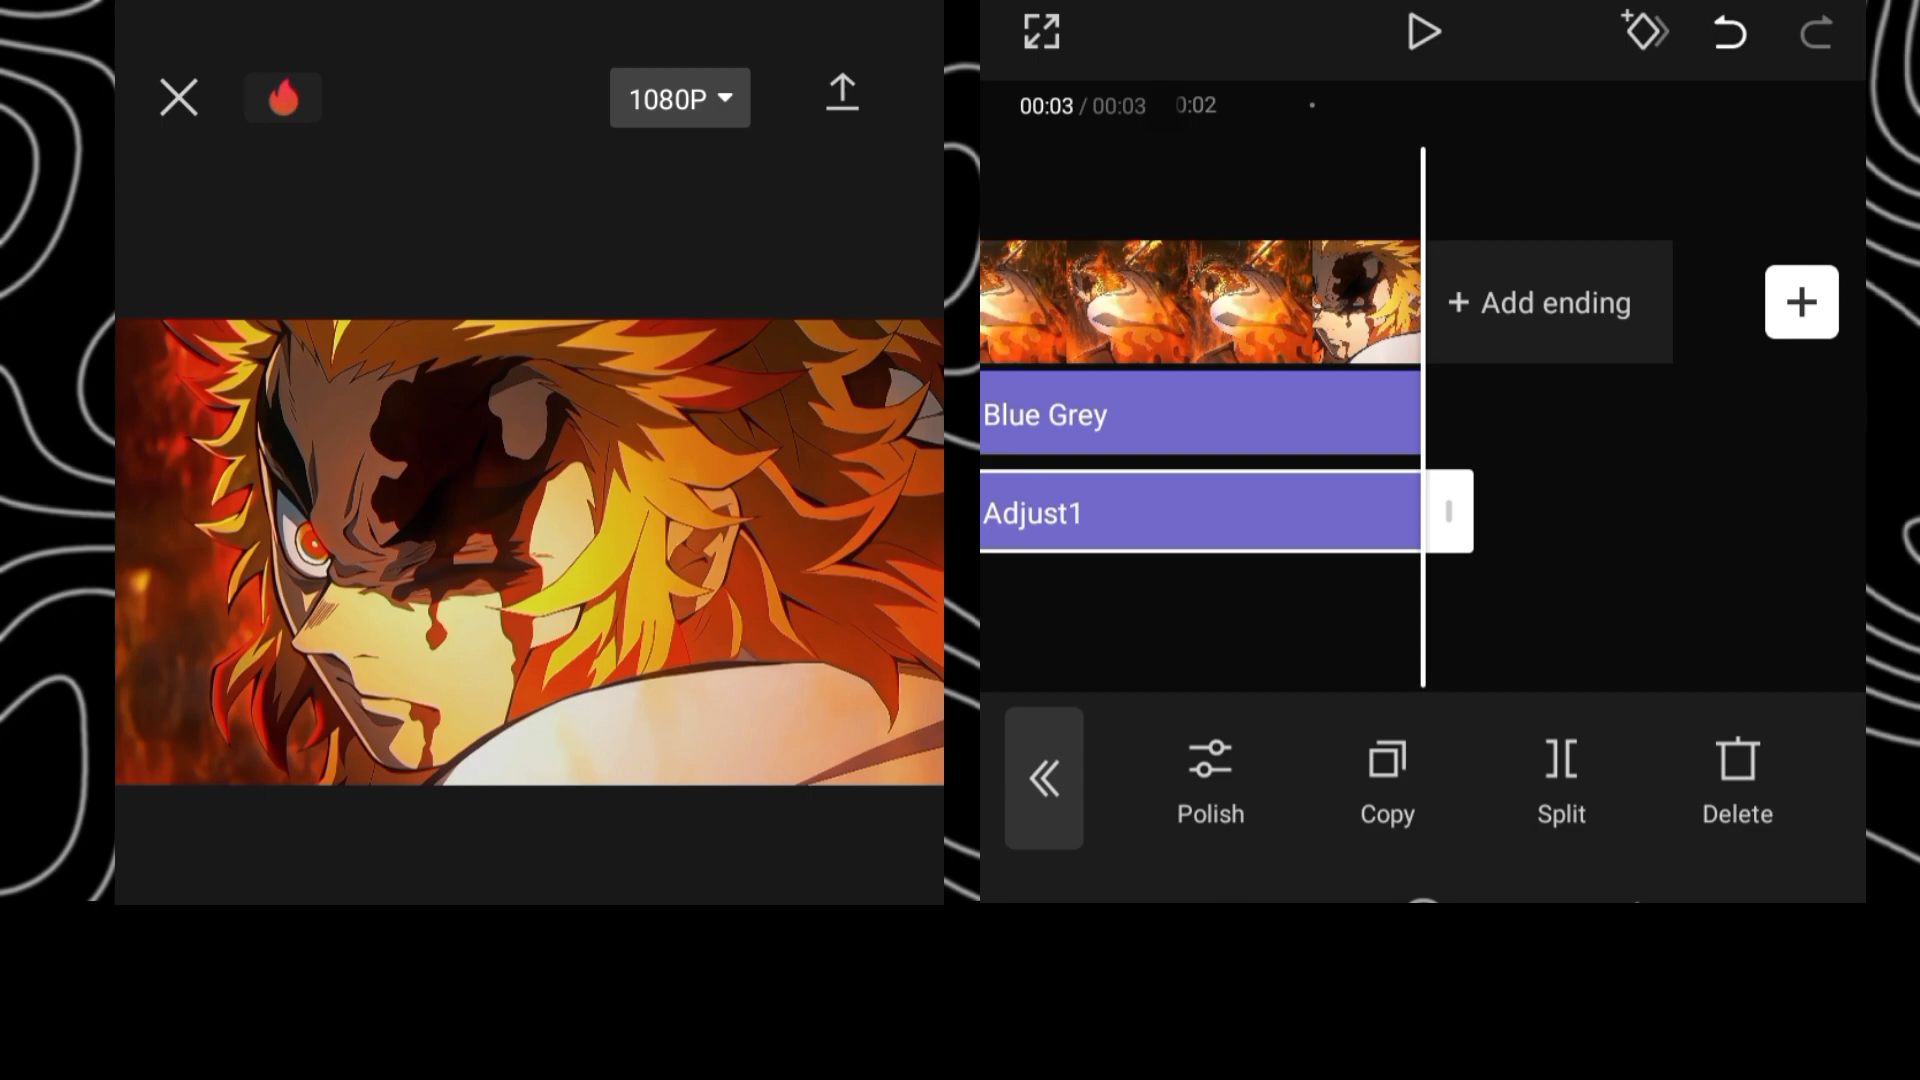 1080P
00:03 / 00:03
0:02
+ Add ending
Blue Grey
Adjust1
Polish
Copy
Split
Delete